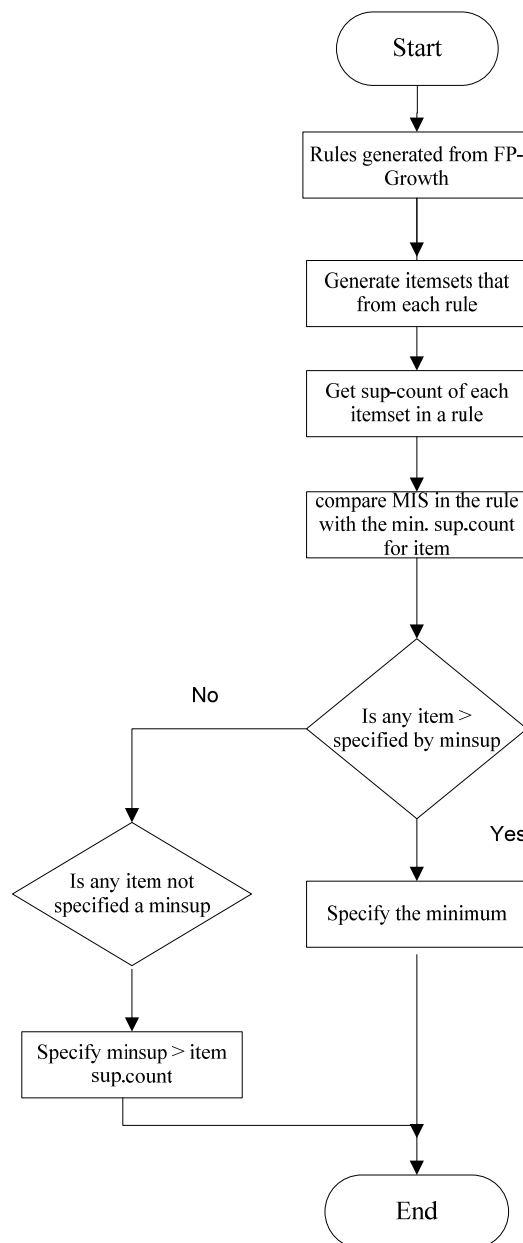 Start
Rules generated from FP-
Growth
Generate itemsets that
from each rule
Get sup-count of each
itemset in a rule
compare MIS in the rule
with the min. sup.count
for item
Is any item >
specified by minsup
No
Yes
Is any item not
specified a minsup
Specify the minimum
Specify minsup > item
sup.count
End